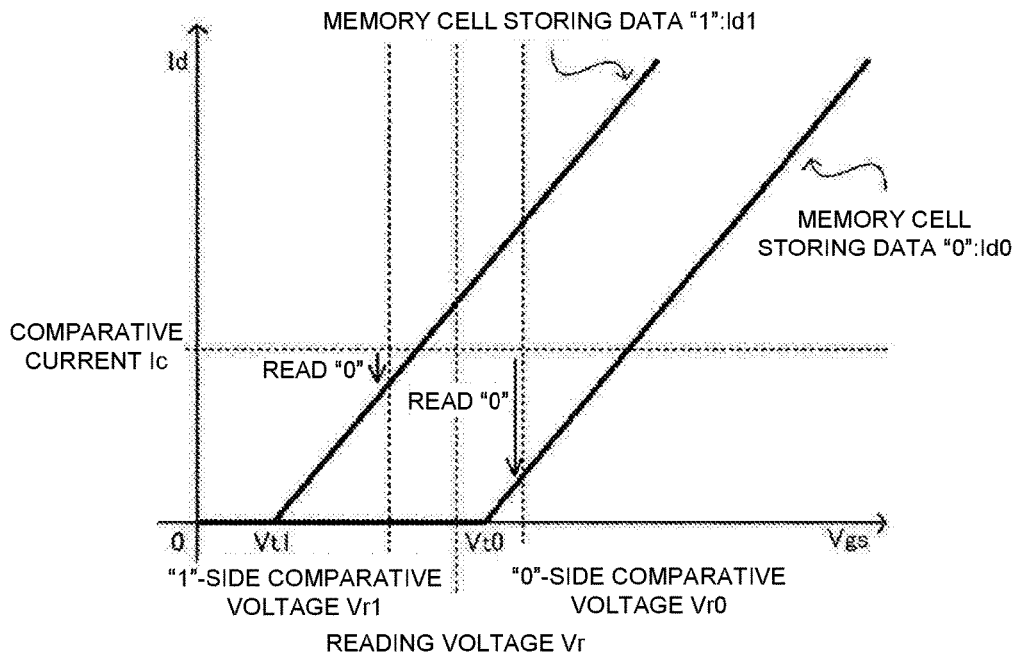 MEMORY CELL STORING DATA “1”:Id1
Id
MEMORY CELL
STORING DATA “0”:Id0
COMPARATIVE
CURRENT Ic
READ “0”
READ “0”
0
Vt1
Vt0
Vgs
“1”-SIDE COMPARATIVE
VOLTAGE Vr1
“0”-SIDE COMPARATIVE
VOLTAGE Vr0
READING VOLTAGE Vr